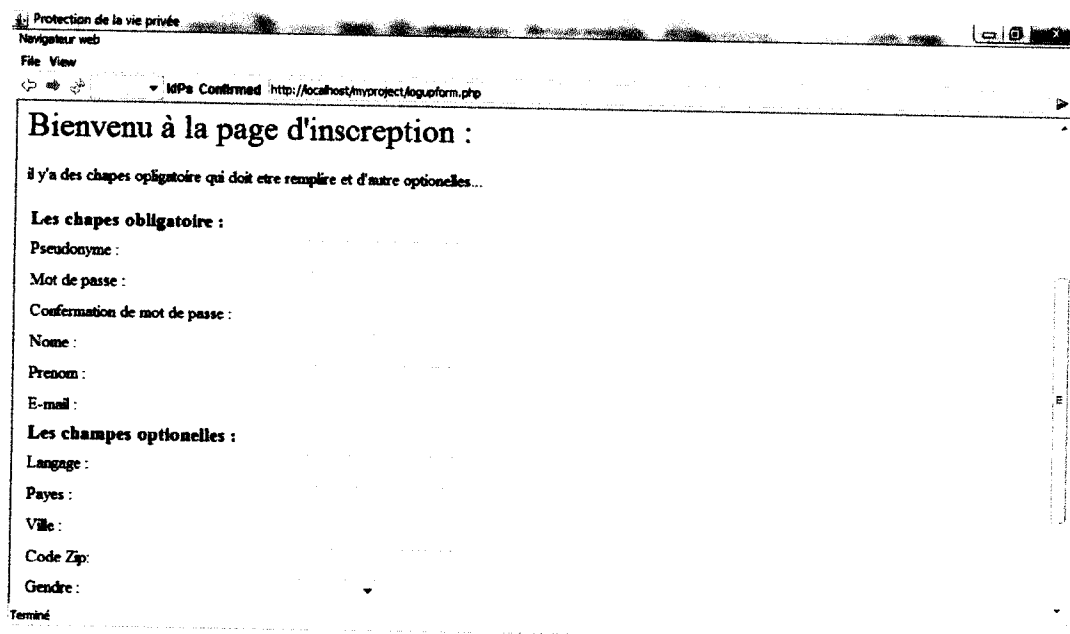 Protection de la vie privée
Navigateur web
File View
IdPs Confirmed http://localhost/myproject/logupform.php
Bienvenu à la page d'inscreption :
il y'a des chapes opligatoire qui doit etre remplire et d'autre optionelles...
Les chapes obligatoire :
Pseudonyme :
Mot de passe :
Confermation de mot de passe :
Nome :
Prenom :
E-mail :
Les champes optionelles :
Langage :
Payes :
Ville :
Code Zip:
Gendre :
Terminé